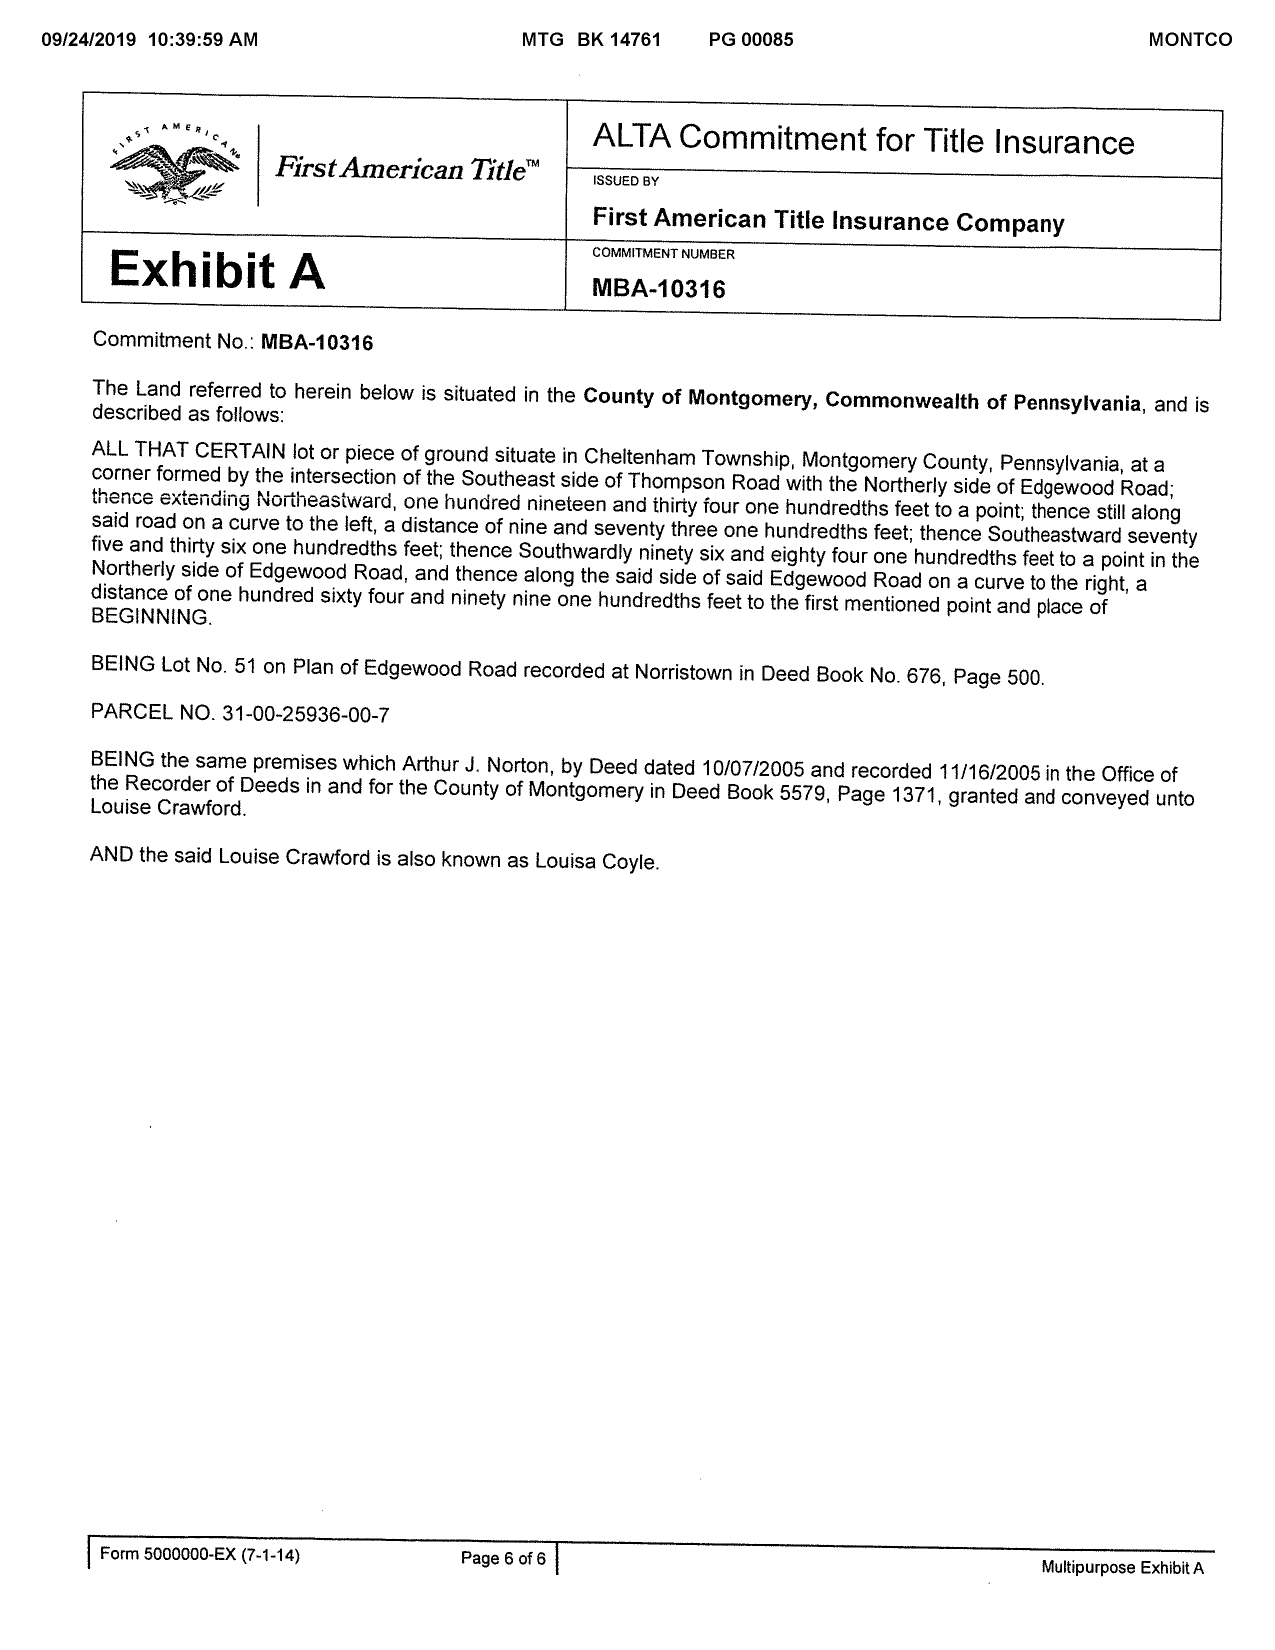 09/24/2019 10:39:59 AM MTG BK 14761 PG 00085 MONTCO
FIRST AMERICAN
First American Title™
ALTA Commitment for Title Insurance
ISSUED BY
First American Title Insurance Company
Exhibit A
COMMITMENT NUMBER
MBA-10316
Commitment No.: MBA-10316
The Land referred to herein below is situated in the County of Montgomery, Commonwealth of Pennsylvania, and is
described as follows:
ALL THAT CERTAIN lot or piece of ground situate in Cheltenham Township, Montgomery County, Pennsylvania, at a
corner formed by the intersection of the Southeast side of Thompson Road with the Northerly side of Edgewood Road;
thence extending Northeastward, one hundred nineteen and thirty four one hundredths feet to a point; thence still along
said road on a curve to the left, a distance of nine and seventy three one hundredths feet; thence Southeastward seventy
five and thirty six one hundredths feet; thence Southwardly ninety six and eighty four one hundredths feet to a point in the
Northerly side of Edgewood Road, and thence along the said side of said Edgewood Road on a curve to the right, a
distance of one hundred sixty four and ninety nine one hundredths feet to the first mentioned point and place of
BEGINNING.
BEING Lot No. 51 on Plan of Edgewood Road recorded at Norristown in Deed Book No. 676, Page 500.
PARCEL NO. 31-00-25936-00-7
BEING the same premises which Arthur J. Norton, by Deed dated 10/07/2005 and recorded 11/16/2005 in the Office of
the Recorder of Deeds in and for the County of Montgomery in Deed Book 5579, Page 1371, granted and conveyed unto
Louise Crawford.
AND the said Louise Crawford is also known as Louisa Coyle.
Form 5000000-EX (7-1-14) Page 6 of 6 Multipurpose Exhibit A